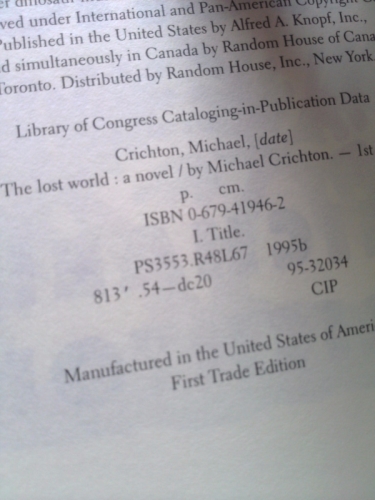 er dinosaur
ved under International and Pan-American Copyright
Published in the United States by Alfred A. Knopf, Inc.,
d simultaneously in Canada by Random House of Cana
Toronto. Distributed by Random House, Inc., New York
Library of Congress Cataloging-in-Publication Data
Crichton, Michael, [date]
The lost world : a novel / by Michael Crichton. — 1st
p. cm.
ISBN 0-679-41946-2
I. Title.
PS3553.R48L67 1995b
813′ .54—dc20 95-32034
CIP
Manufactured in the United States of Ameri
First Trade Edition